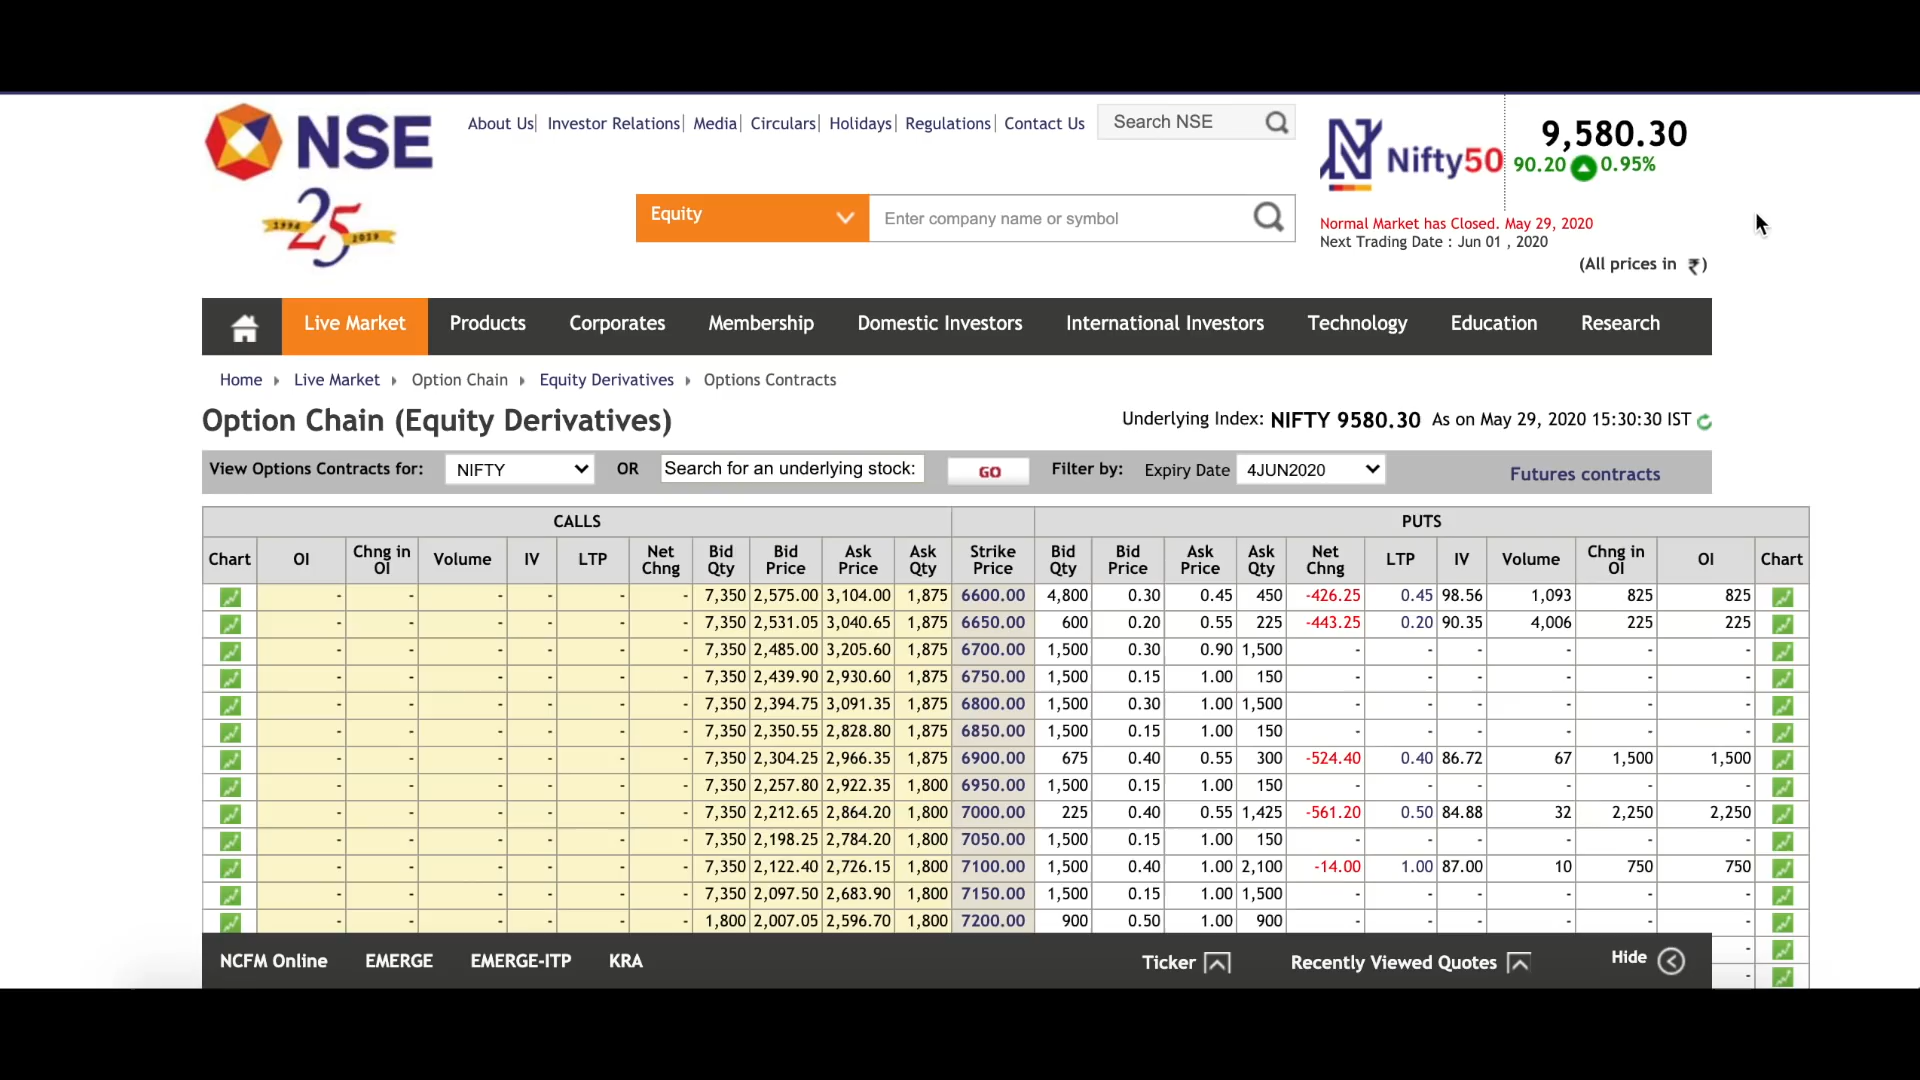 NSE
1994 25 2019
About Us| Investor Relations| Media| Circulars| Holidays| Regulations| Contact Us
Search NSE
Equity
Enter company name or symbol
Nifty50
9,580.30
90.20 0.95%
Normal Market has Closed. May 29, 2020
Next Trading Date : Jun 01 , 2020
(All prices in ₹)
Live Market Products Corporates Membership Domestic Investors International Investors Technology Education Research
Home Live Market Option Chain Equity Derivatives Options Contracts
Option Chain (Equity Derivatives)
Underlying Index: NIFTY 9580.30 As on May 29, 2020 15:30:30 IST
View Options Contracts for: NIFTY OR Search for an underlying stock: GO Filter by: Expiry Date 4JUN2020 Futures contracts
CALLS PUTS
Chart OI Chng in OI Volume IV LTP Net Chng Bid Qty Bid Price Ask Price Ask Qty Strike Price Bid Qty Bid Price Ask Price Ask Qty Net Chng LTP IV Volume Chng in OI OI Chart
- - - - - - 7,350 2,575.00 3,104.00 1,875 6600.00 4,800 0.30 0.45 450 -426.25 0.45 98.56 1,093 825 825
- - - - - - 7,350 2,531.05 3,040.65 1,875 6650.00 600 0.20 0.55 225 -443.25 0.20 90.35 4,006 225 225
- - - - - - 7,350 2,485.00 3,205.60 1,875 6700.00 1,500 0.30 0.90 1,500 - - - - - -
- - - - - - 7,350 2,439.90 2,930.60 1,875 6750.00 1,500 0.15 1.00 150 - - - - - -
- - - - - - 7,350 2,394.75 3,091.35 1,875 6800.00 1,500 0.30 1.00 1,500 - - - - - -
- - - - - - 7,350 2,350.55 2,828.80 1,875 6850.00 1,500 0.15 1.00 150 - - - - - -
- - - - - - 7,350 2,304.25 2,966.35 1,875 6900.00 675 0.40 0.55 300 -524.40 0.40 86.72 67 1,500 1,500
- - - - - - 7,350 2,257.80 2,922.35 1,800 6950.00 1,500 0.15 1.00 150 - - - - - -
- - - - - - 7,350 2,212.65 2,864.20 1,800 7000.00 225 0.40 0.55 1,425 -561.20 0.50 84.88 32 2,250 2,250
- - - - - - 7,350 2,198.25 2,784.20 1,800 7050.00 1,500 0.15 1.00 150 - - - - - -
- - - - - - 7,350 2,122.40 2,726.15 1,800 7100.00 1,500 0.40 1.00 2,100 -14.00 1.00 87.00 10 750 750
- - - - - - 7,350 2,097.50 2,683.90 1,800 7150.00 1,500 0.15 1.00 1,500 - - - - - -
- - - - - - 1,800 2,007.05 2,596.70 1,800 7200.00 900 0.50 1.00 900 - - - - - -
-
-
NCFM Online EMERGE EMERGE-ITP KRA Ticker Recently Viewed Quotes Hide